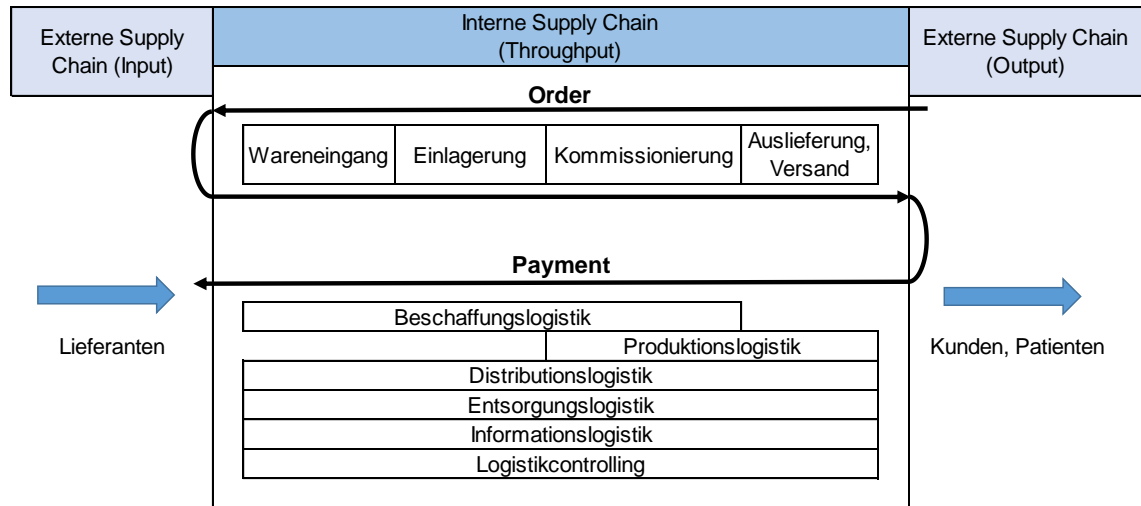 Externe Supply
Chain (Input)
Interne Supply Chain
(Throughput)
Externe Supply Chain
(Output)
Order
Wareneingang
Einlagerung
Kommissionierung
Auslieferung,
Versand
Payment
Lieferanten
Kunden, Patienten
Beschaffungslogistik
Produktionslogistik
Distributionslogistik
Entsorgungslogistik
Informationslogistik
Logistikcontrolling